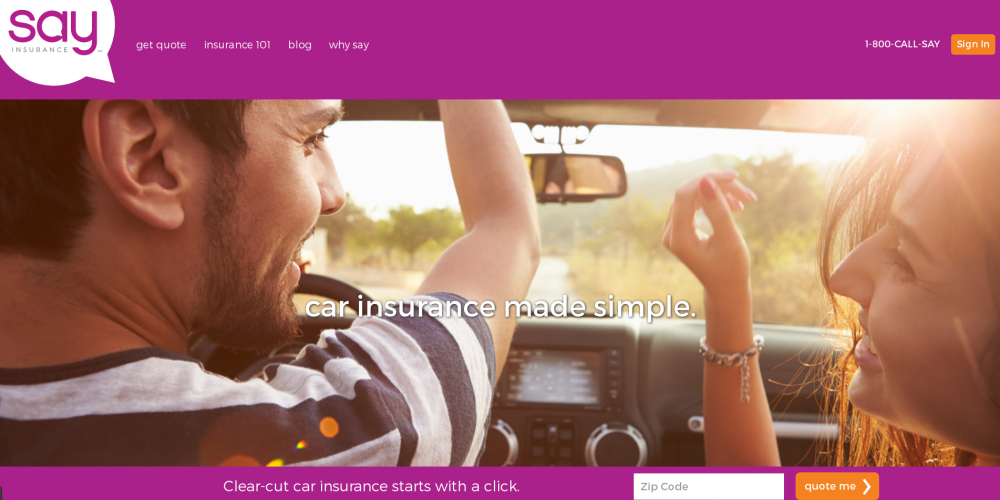 say
INSURANCE
get quote
insurance 101
blog
why say
1-800-CALL-SAY
Sign In
car insurance made simple.
Clear-cut car insurance starts with a click.
Zip Code
quote me